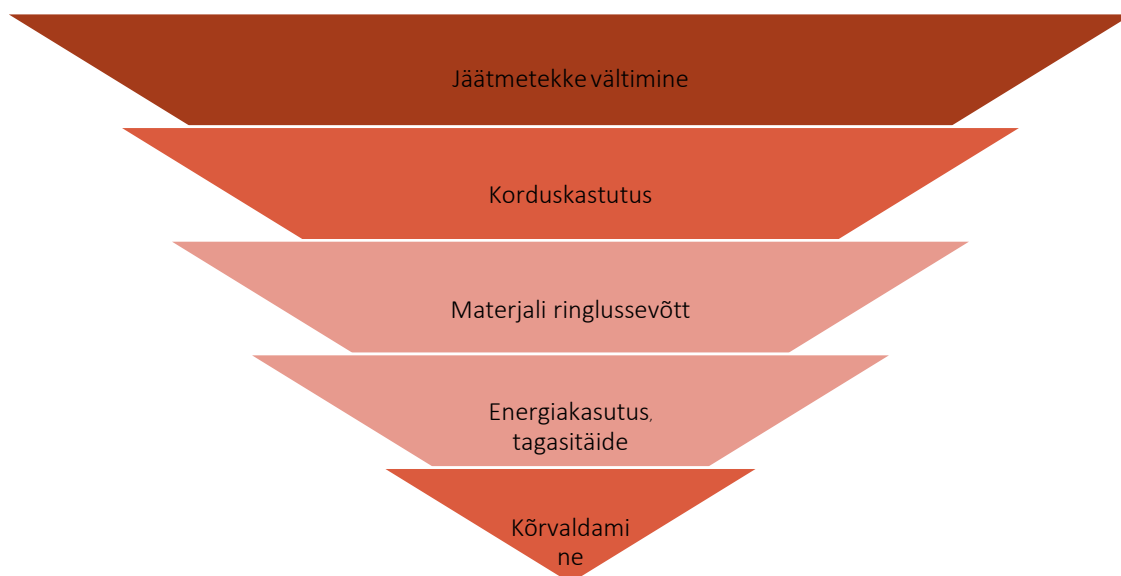 Jäätmetekke vältimine
Korduskastutus
Materjali ringlussevõtt
Energiakasutus,
tagasitäide
Kõrvaldami
ne